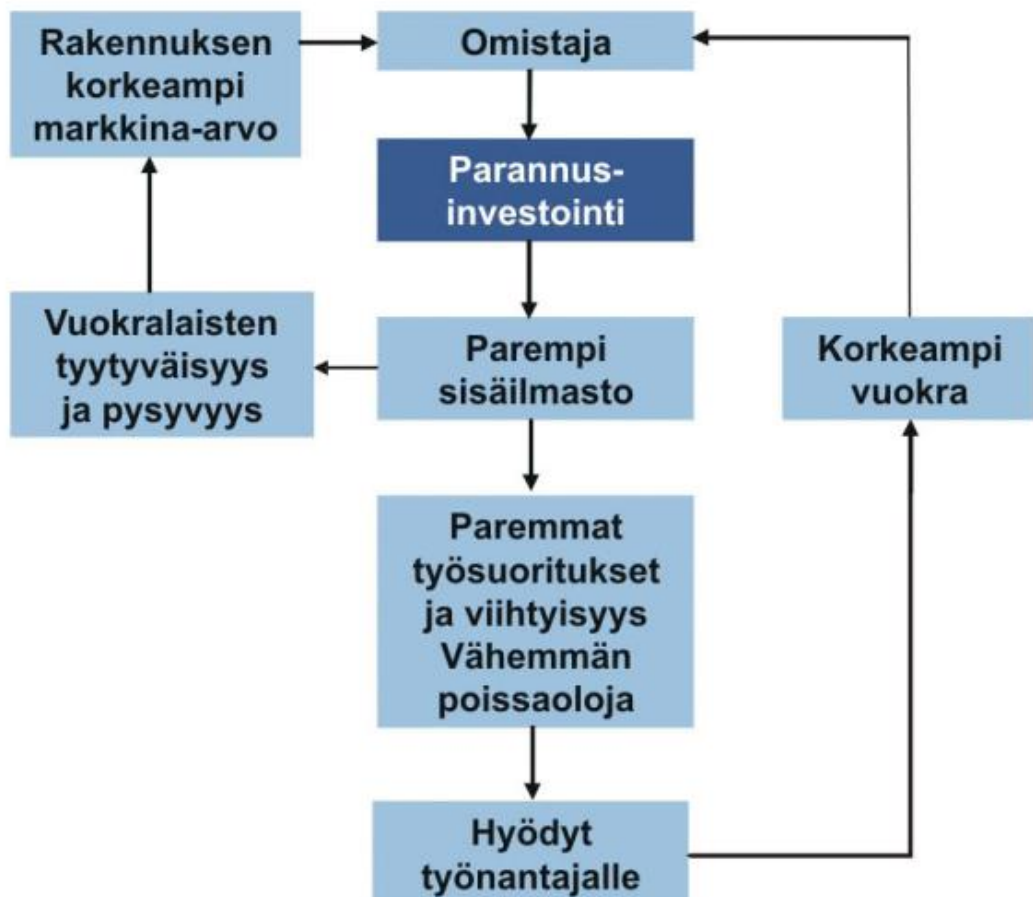 Rakennuksen
korkeampi
markkina-arvo
Omistaja
Parannus-
investointi
Vuokralaisten
tyytyväisyys
ja pysyvyys
Parempi
sisäilmasto
Korkeampi
vuokra
Paremmat
työsuoritukset
ja viihtyisyys
Vähemmän
poissaoloja
Hyödyt
työnantajalle